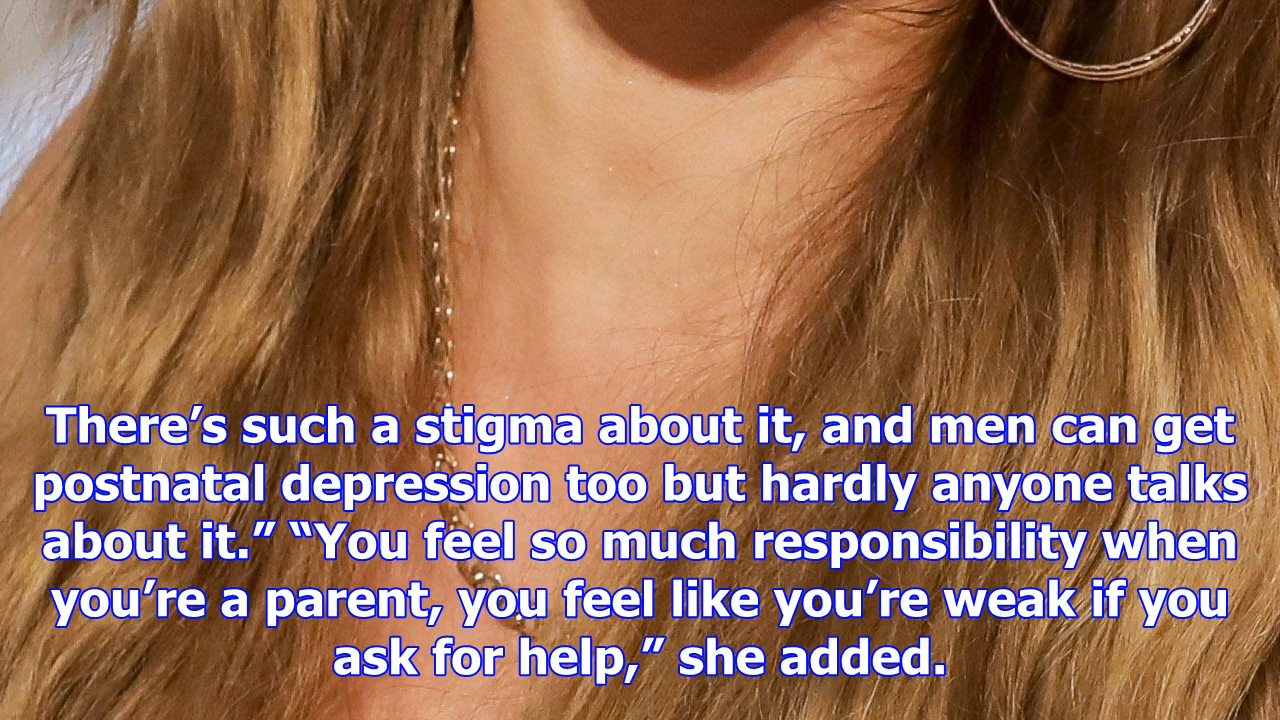 There’s such a stigma about it, and men can get
postnatal depression too but hardly anyone talks
about it.” “You feel so much responsibility when
you’re a parent, you feel like you’re weak if you
ask for help,” she added.